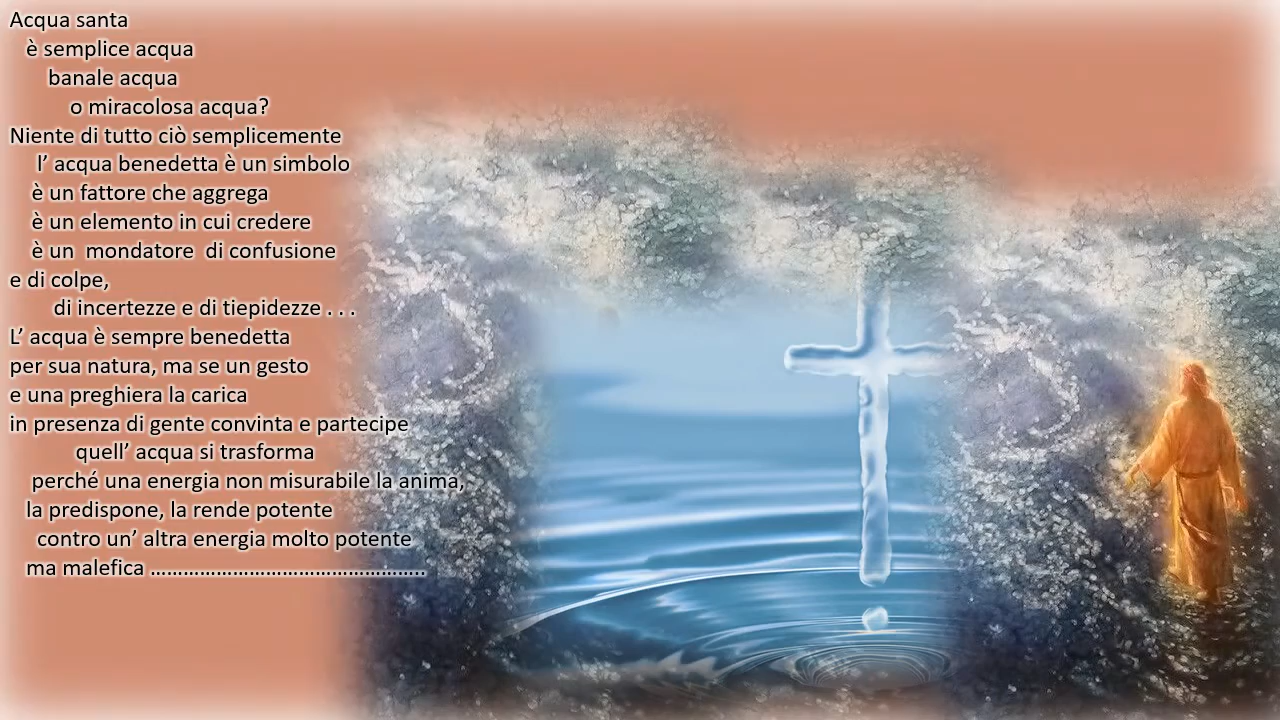 Acqua santa
è semplice acqua
banale acqua
o miracolosa acqua?
Niente di tutto ciò semplicemente
l’ acqua benedetta è un simbolo
è un fattore che aggrega
è un elemento in cui credere
è un  mondatore  di confusione
e di colpe,
di incertezze e di tiepidezze . . .
L’ acqua è sempre benedetta
per sua natura, ma se un gesto
e una preghiera la carica
in presenza di gente convinta e partecipe
quell’ acqua si trasforma
perché una energia non misurabile la anima,
la predispone, la rende potente
contro un’ altra energia molto potente
ma malefica …………………………………………..